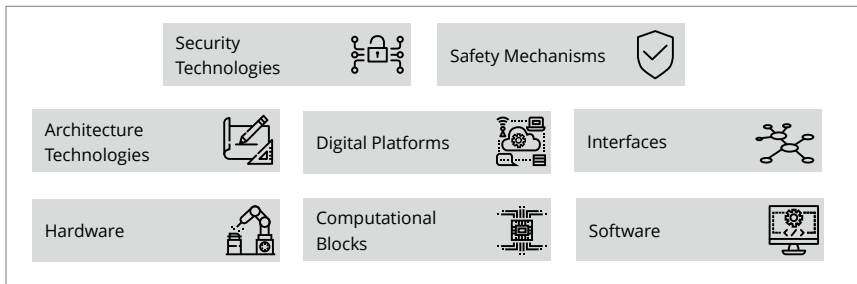 Security
Technologies
Safety Mechanisms
Architecture
Technologies
Digital Platforms
Interfaces
Hardware
Computational
Blocks
Software